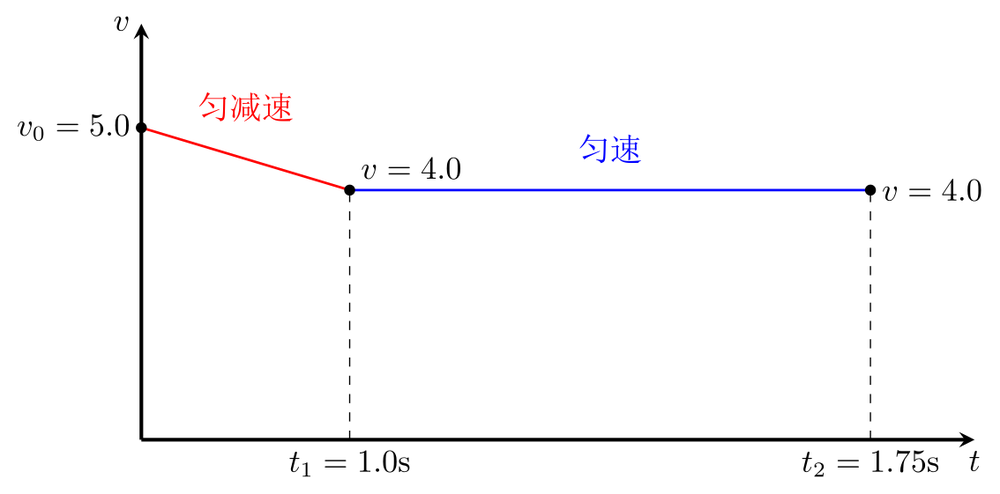 v
匀减速
v₀ = 5.0
匀速
v = 4.0
v = 4.0
t₁ = 1.0s
t₂ = 1.75s
t